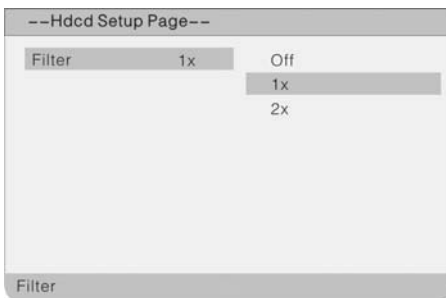 --Hdcd Setup Page--
Filter 1x Off
1x
2x
Filter